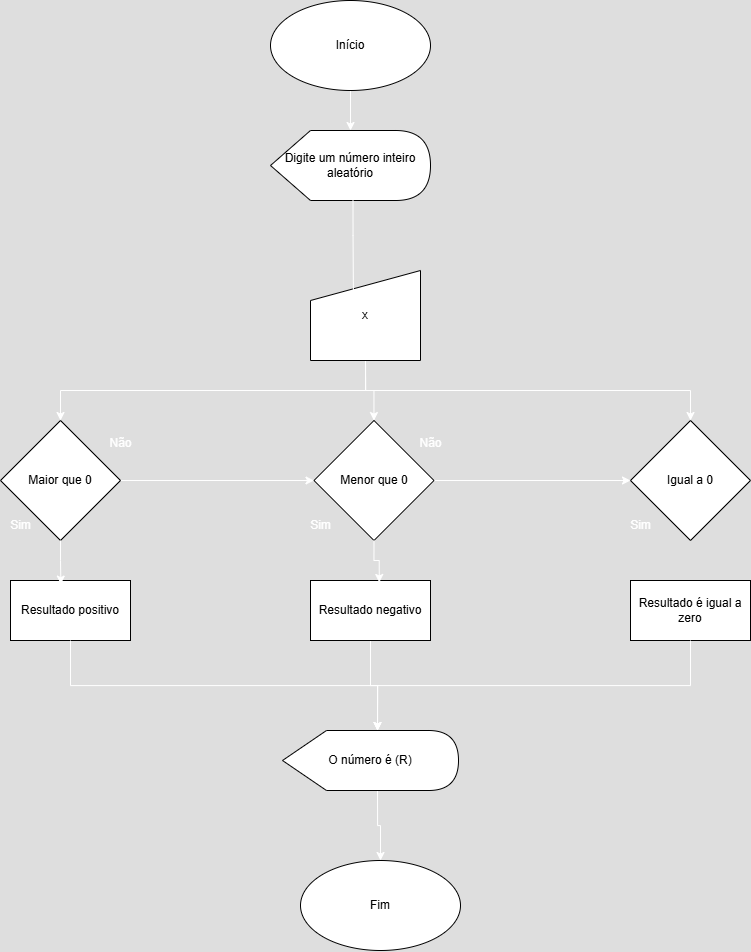 Início
Digite um número inteiro
aleatório
X
Não
Não
Maior que 0
Menor que 0
Igual a 0
Sim
Sim
Sim
Resultado positivo
Resultado negativo
Resultado é igual a
zero
O número é (R)
Fim